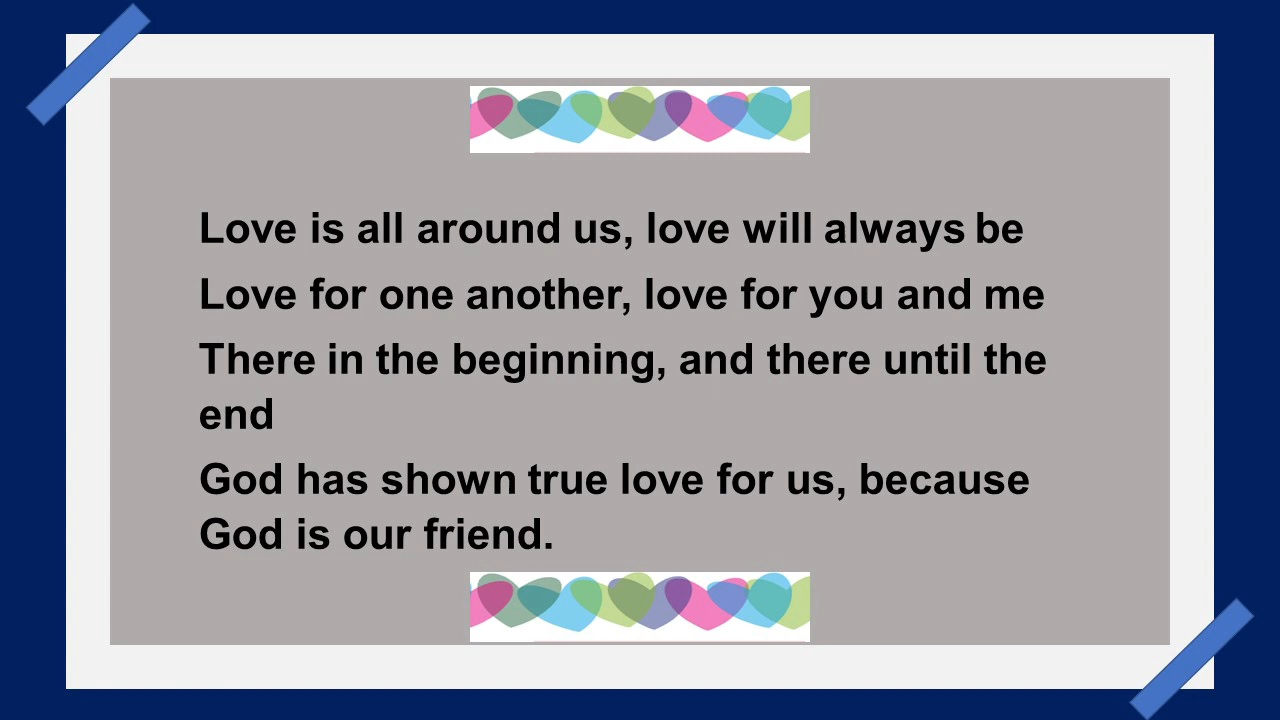 Love is all around us, love will always be
Love for one another, love for you and me
There in the beginning, and there until the
end
God has shown true love for us, because
God is our friend.